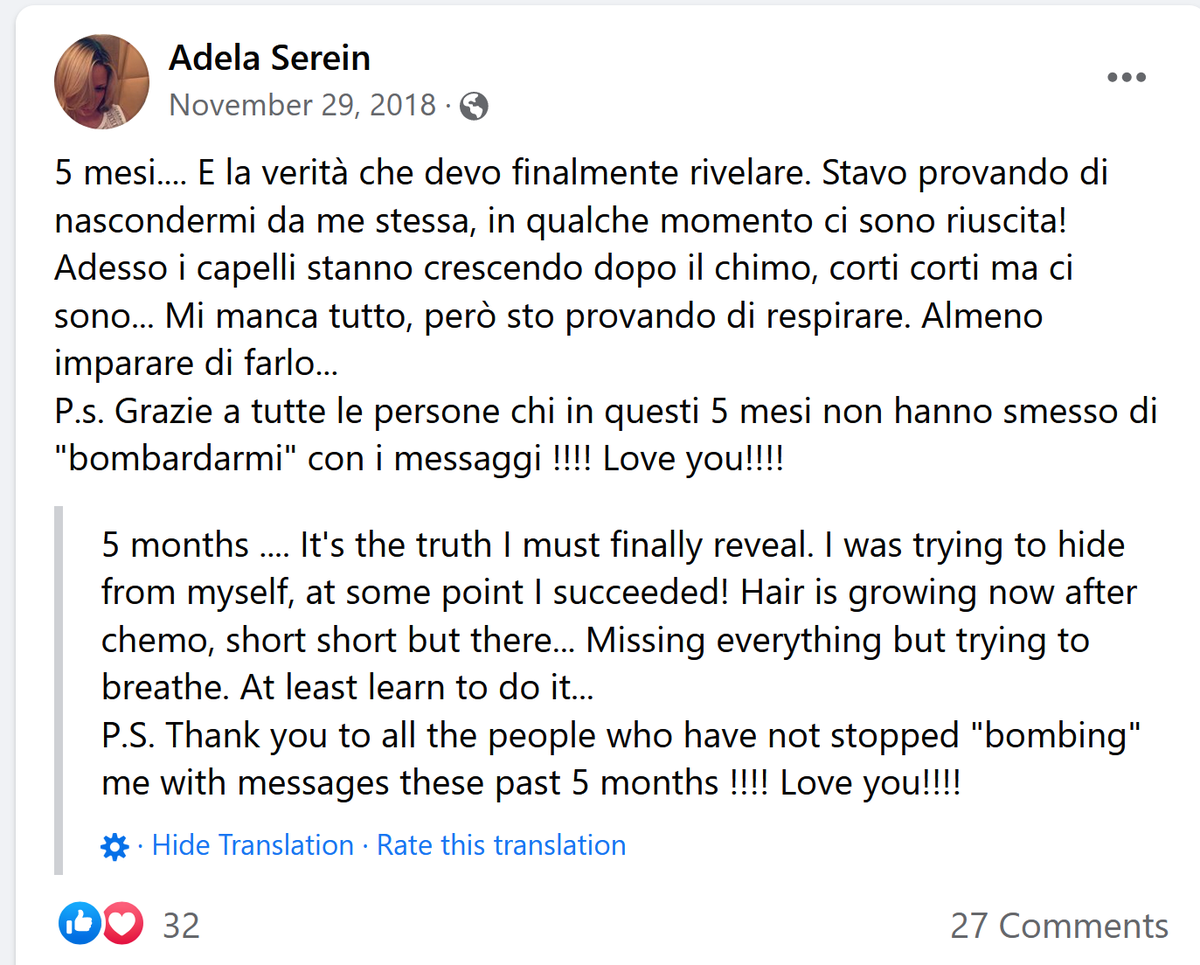 Adela Serein
November 29, 2018 ·
5 mesi.... E la verità che devo finalmente rivelare. Stavo provando di
nascondermi da me stessa, in qualche momento ci sono riuscita!
Adesso i capelli stanno crescendo dopo il chimo, corti corti ma ci
sono... Mi manca tutto, però sto provando di respirare. Almeno
imparare di farlo...
P.s. Grazie a tutte le persone chi in questi 5 mesi non hanno smesso di
"bombardarmi" con i messaggi !!!! Love you!!!!
5 months .... It's the truth I must finally reveal. I was trying to hide
from myself, at some point I succeeded! Hair is growing now after
chemo, short short but there... Missing everything but trying to
breathe. At least learn to do it...
P.S. Thank you to all the people who have not stopped "bombing"
me with messages these past 5 months !!!! Love you!!!!
· Hide Translation · Rate this translation
32 27 Comments